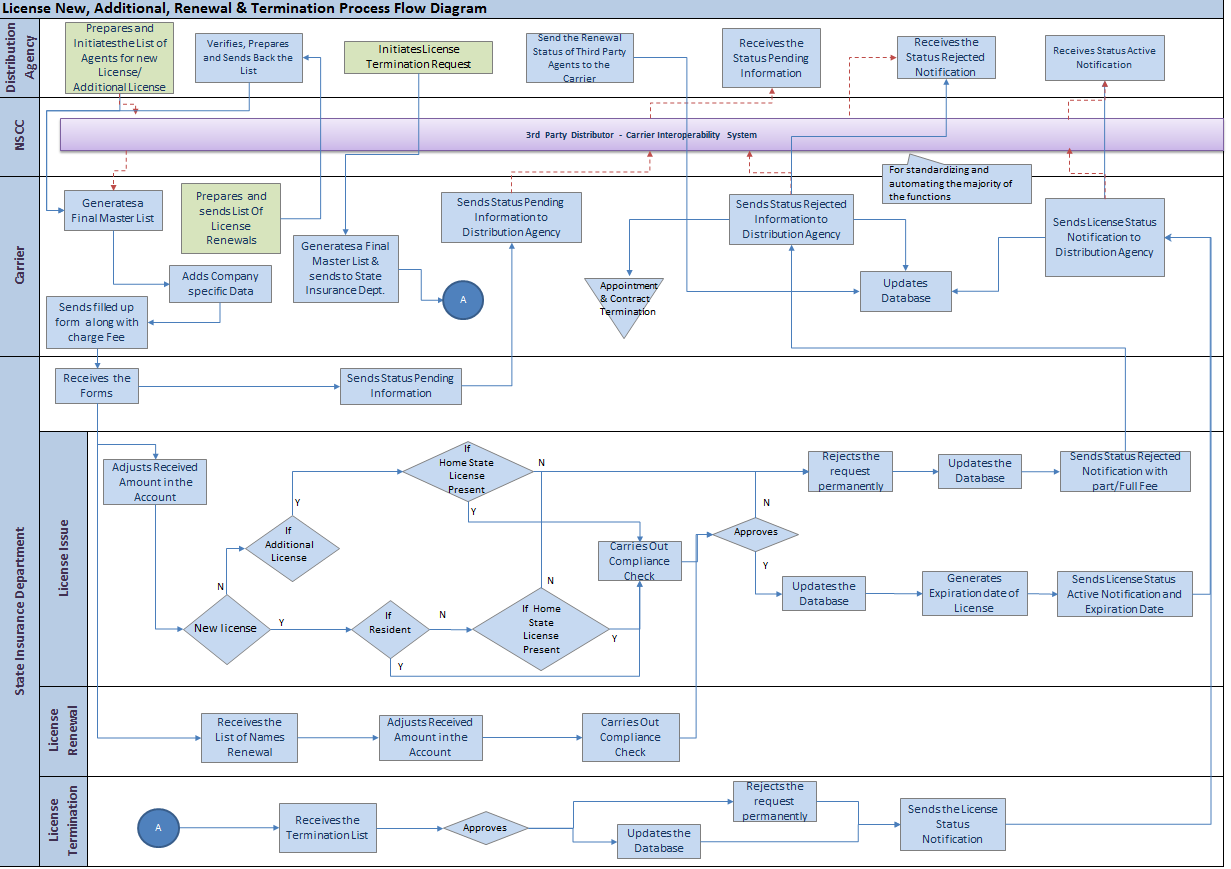 License New, Additional, Renewal & Termination Process Flow Diagram
Distribution
Agency
Prepares and
Initiates the List of
Agents for new
License/
Additional License
Verifies, Prepares
and Sends Back the
List
Initiates License
Termination Request
Send the Renewal
Status of Third Party
Agents to the
Carrier
Receives the
Status Pending
Information
Receives the
Status Rejected
Notification
Receives Status Active
Notification
NSCC
3rd Party Distributor - Carrier Interoperability System
For standardizing and
automating the majority of
the functions
Carrier
Generates a
Final Master List
Prepares and
sends List Of
License
Renewals
Generates a Final
Master List &
sends to State
Insurance Dept.
Sends Status Pending
Information to
Distribution Agency
Sends Status Rejected
Information to
Distribution Agency
Sends License Status
Notification to
Distribution Agency
Adds Company
specific Data
A
Appointment
& Contract
Termination
Updates
Database
Sends filled up
form along with
charge Fee
State Insurance Department
Receives the
Forms
Sends Status Pending
Information
License Issue
Adjusts Received
Amount in the
Account
If
Home State
License
Present
N
Y
Y
If
Additional
License
N
New license
Y
If
Resident
N
Y
If Home
State
License
Present
N
Y
Carries Out
Compliance
Check
Approves
N
Y
Rejects the
request
permanently
Updates the
Database
Sends Status Rejected
Notification with
part/Full Fee
Updates the
Database
Generates
Expiration date of
License
Sends License Status
Active Notification and
Expiration Date
License
Renewal
Receives the
List of Names
Renewal
Adjusts Received
Amount in the
Account
Carries Out
Compliance
Check
License
Termination
A
Receives the
Termination List
Approves
Rejects the
request
permanently
Updates the
Database
Sends the License
Status
Notification